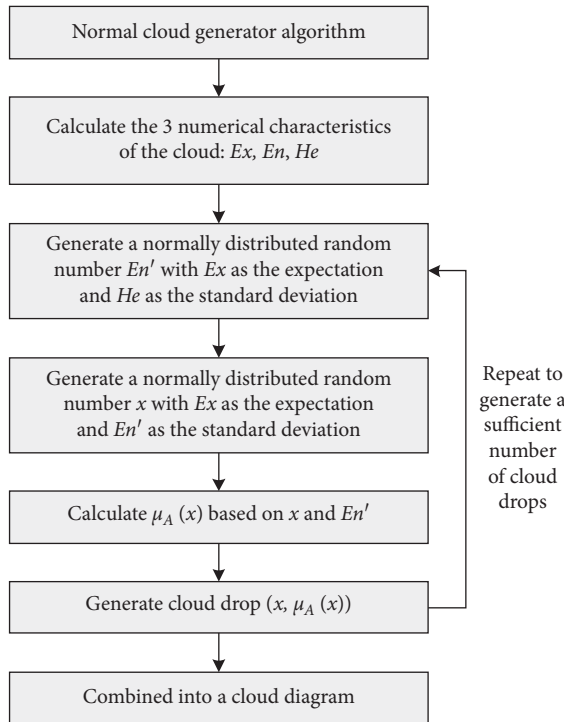 Normal cloud generator algorithm
Calculate the 3 numerical characteristics
of the cloud: Ex, En, He
Generate a normally distributed random
number En′ with Ex as the expectation
and He as the standard deviation
Generate a normally distributed random
number x with Ex as the expectation
and En′ as the standard deviation
Calculate μA (x) based on x and En′
Generate cloud drop (x, μA (x))
Combined into a cloud diagram
Repeat to
generate a
sufficient
number
of cloud
drops